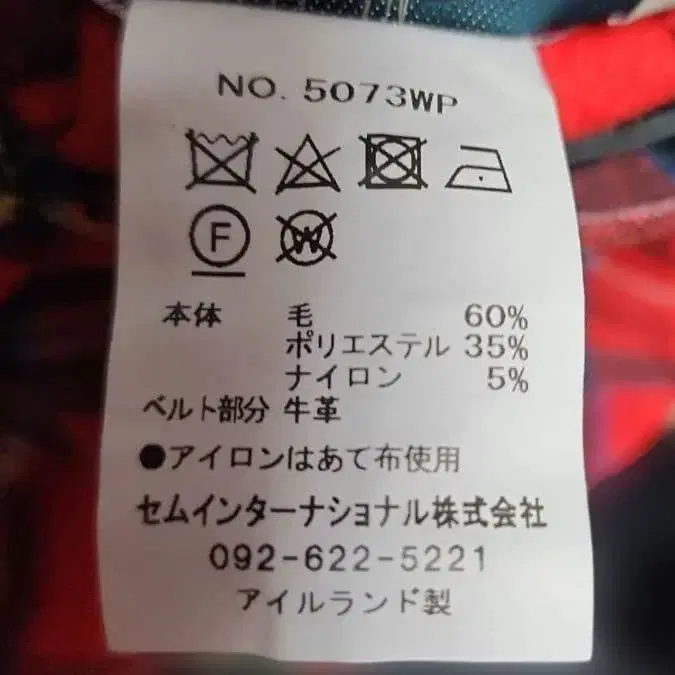 NO. 5073WP
F W
本体 毛 60%
ポリエステル 35%
ナイロン 5%
ベルト部分 牛革
●アイロンはあて布使用
セムインターナショナル株式会社
092-622-5221
アイルランド製